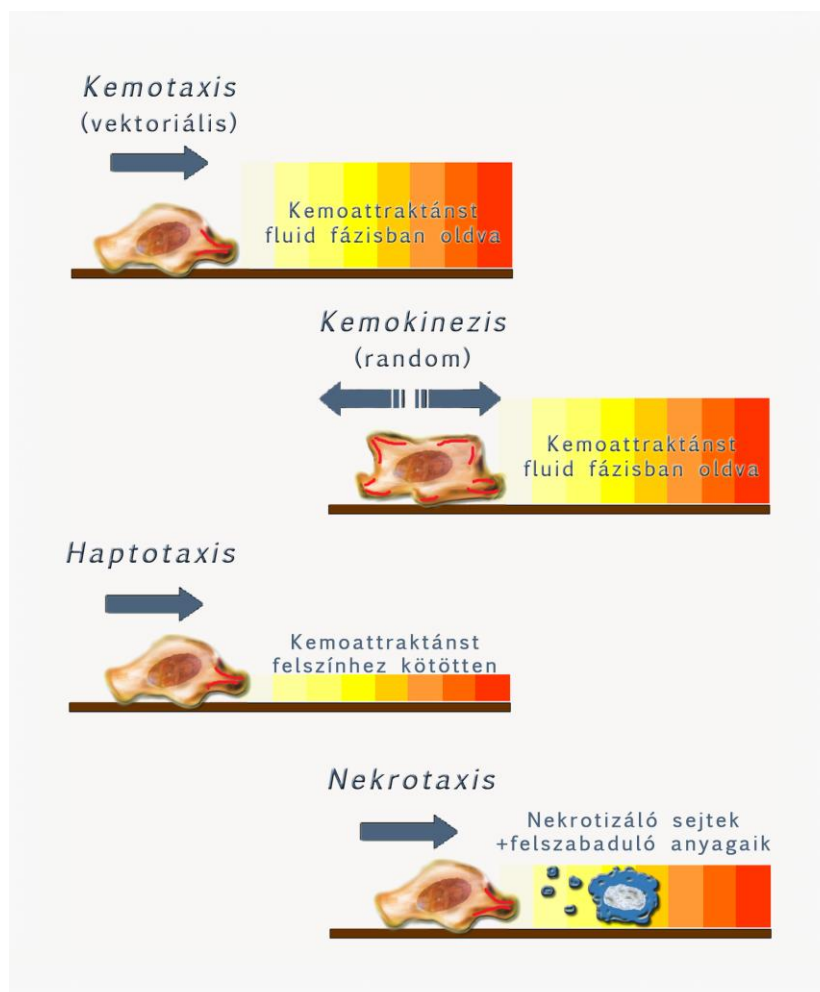 Kemotaxis
(vektoriális)
Kemoattraktánst
fluid fázisban oldva
Kemokinezis
(random)
Kemoattraktánst
fluid fázisban oldva
Haptotaxis
Kemoattraktánst
felszínhez kötötten
Nekrotaxis
Nekrotizáló sejtek
+felszabaduló anyagaik